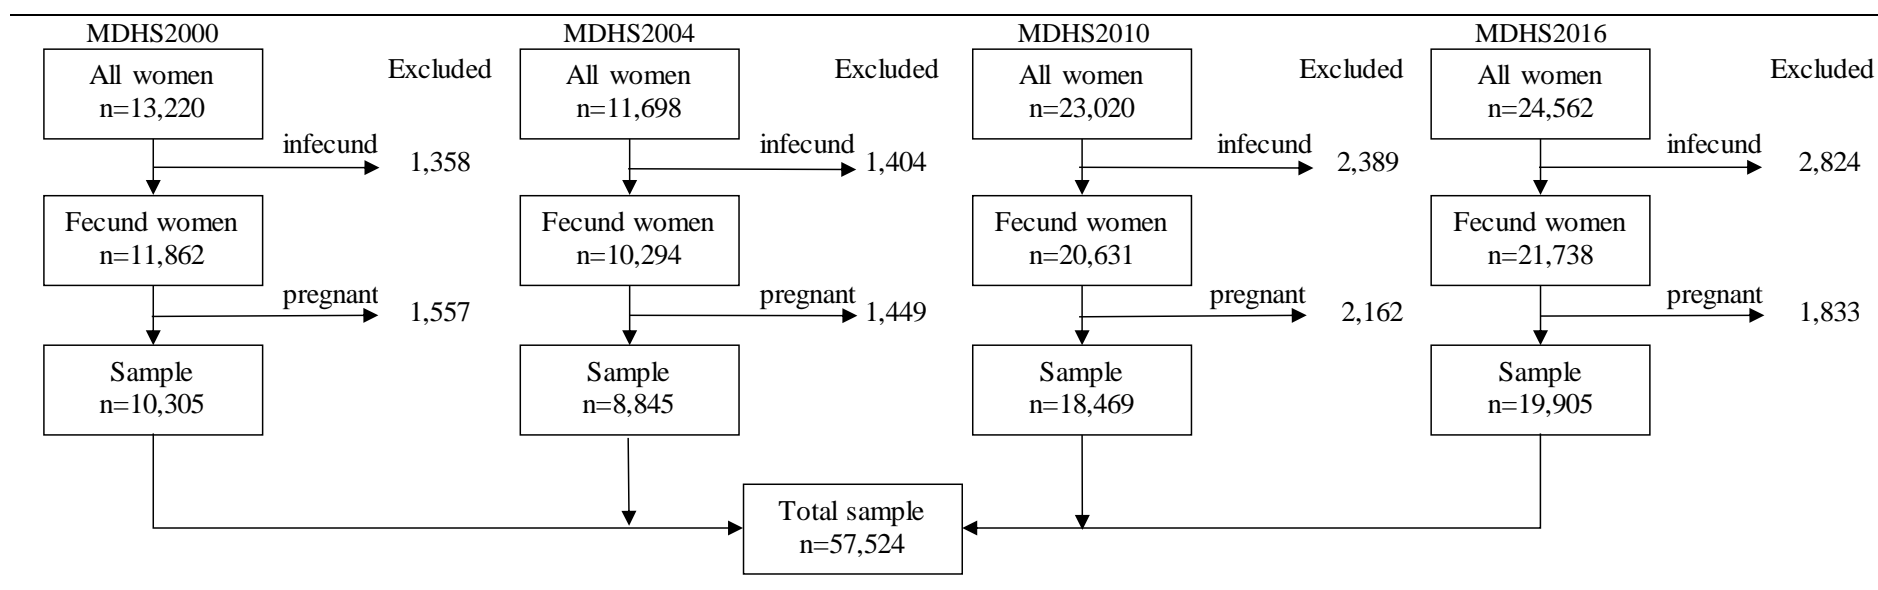 MDHS2000
All women
n=13,220
Excluded
infecund
1,358
Fecund women
n=11,862
pregnant
1,557
Sample
n=10,305
MDHS2004
All women
n=11,698
Excluded
infecund
1,404
Fecund women
n=10,294
pregnant
1,449
Sample
n=8,845
MDHS2010
All women
n=23,020
Excluded
infecund
2,389
Fecund women
n=20,631
pregnant
2,162
Sample
n=18,469
MDHS2016
All women
n=24,562
Excluded
infecund
2,824
Fecund women
n=21,738
pregnant
1,833
Sample
n=19,905
Total sample
n=57,524